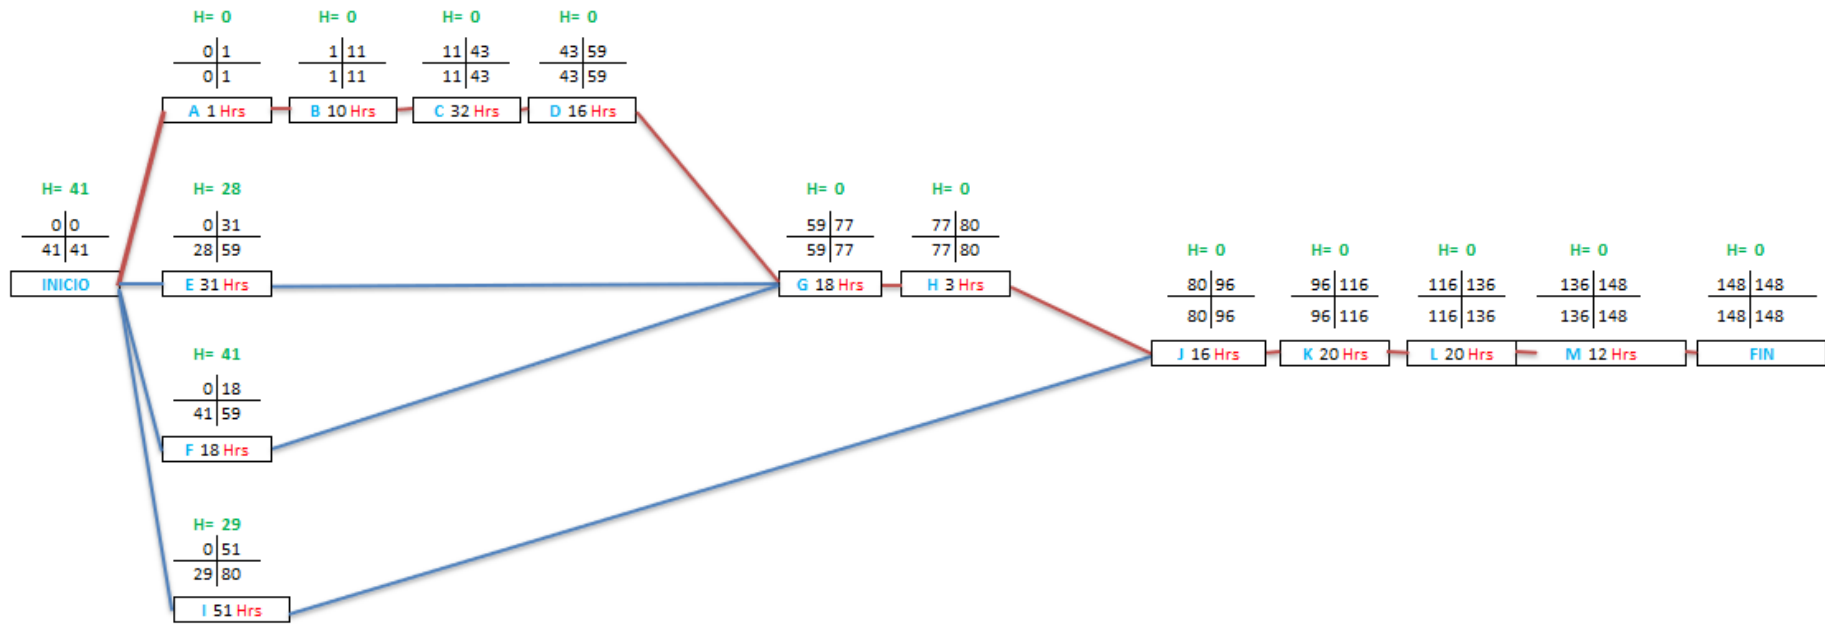 H= 0 H= 0 H= 0 H= 0
0 1 1 11 11 43 43 59
0 1 1 11 11 43 43 59
A 1 Hrs B 10 Hrs C 32 Hrs D 16 Hrs
H= 41 H= 28 H= 0 H= 0
0 0 0 31 59 77 77 80
41 41 28 59 59 77 77 80
INICIO E 31 Hrs G 18 Hrs H 3 Hrs
H= 0 H= 0 H= 0 H= 0 H= 0
80 96 96 116 116 136 136 148 148 148
80 96 96 116 116 136 136 148 148 148
J 16 Hrs K 20 Hrs L 20 Hrs M 12 Hrs FIN
H= 41
0 18
41 59
F 18 Hrs
H= 29
0 51
29 80
I 51 Hrs